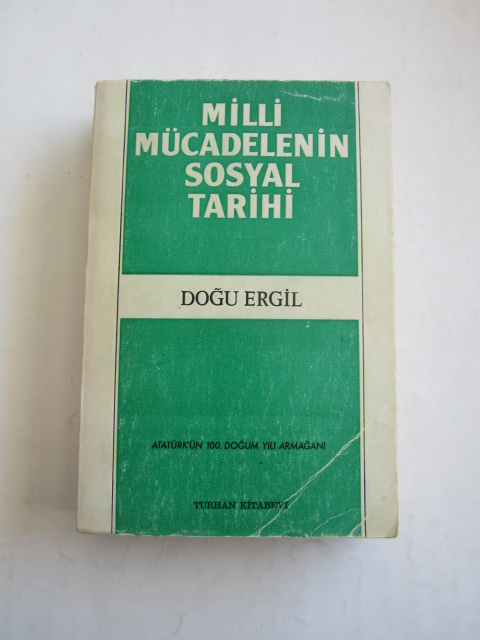 MİLLİ
MÜCADELENİN
SOSYAL
TARİHİ
DOĞU ERGİL
ATATÜRK'ÜN 100. DOĞUM YILI ARMAĞANI
TURHAN KİTABEVİ